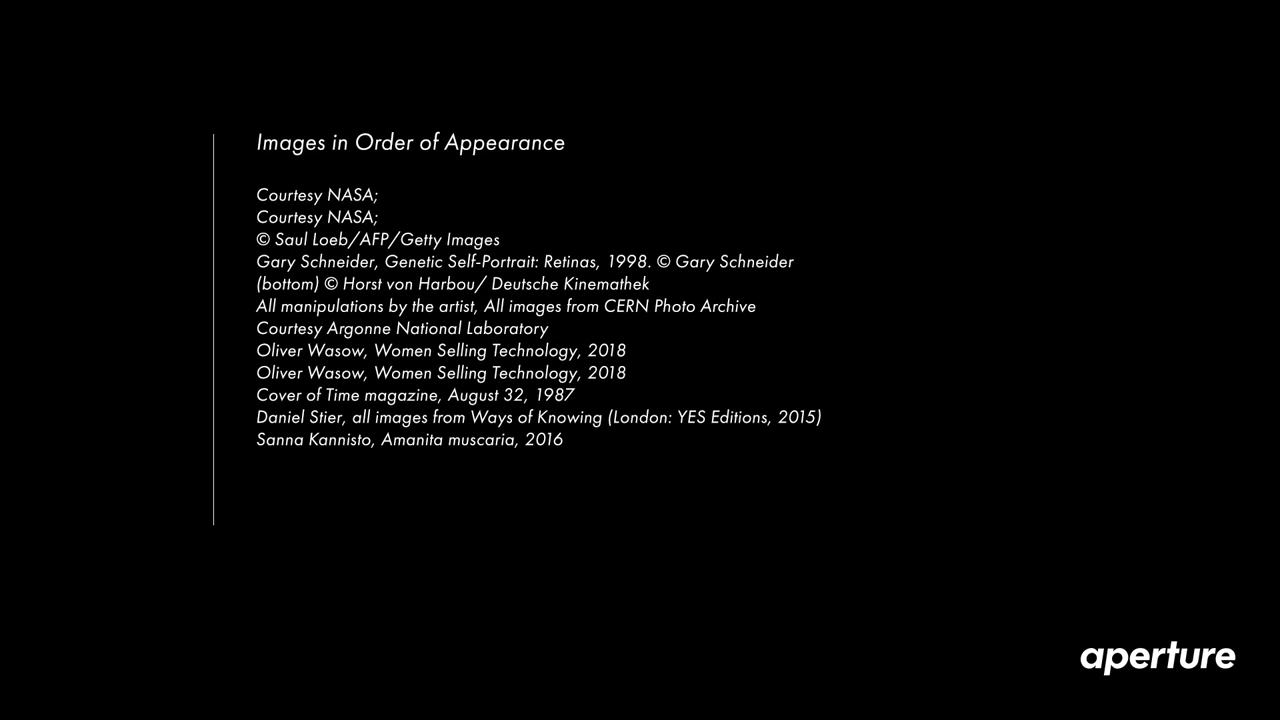 Images in Order of Appearance
Courtesy NASA;
Courtesy NASA;
© Saul Loeb/AFP/Getty Images
Gary Schneider, Genetic Self-Portrait: Retinas, 1998. © Gary Schneider
(bottom) © Horst von Harbou/ Deutsche Kinemathek
All manipulations by the artist, All images from CERN Photo Archive
Courtesy Argonne National Laboratory
Oliver Wasow, Women Selling Technology, 2018
Oliver Wasow, Women Selling Technology, 2018
Cover of Time magazine, August 32, 1987
Daniel Stier, all images from Ways of Knowing (London: YES Editions, 2015)
Sanna Kannisto, Amanita muscaria, 2016
aperture